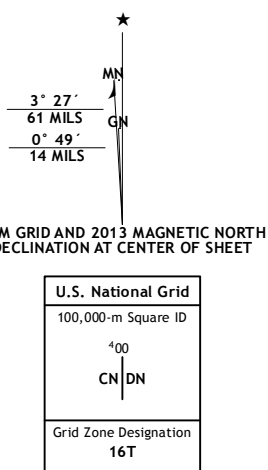 ★
MN
3° 27´
61 MILS
GN
0° 49´
14 MILS
M GRID AND 2013 MAGNETIC NORTH
DECLINATION AT CENTER OF SHEET
U.S. National Grid
100,000-m Square ID
⁴00
CN DN
Grid Zone Designation
16T